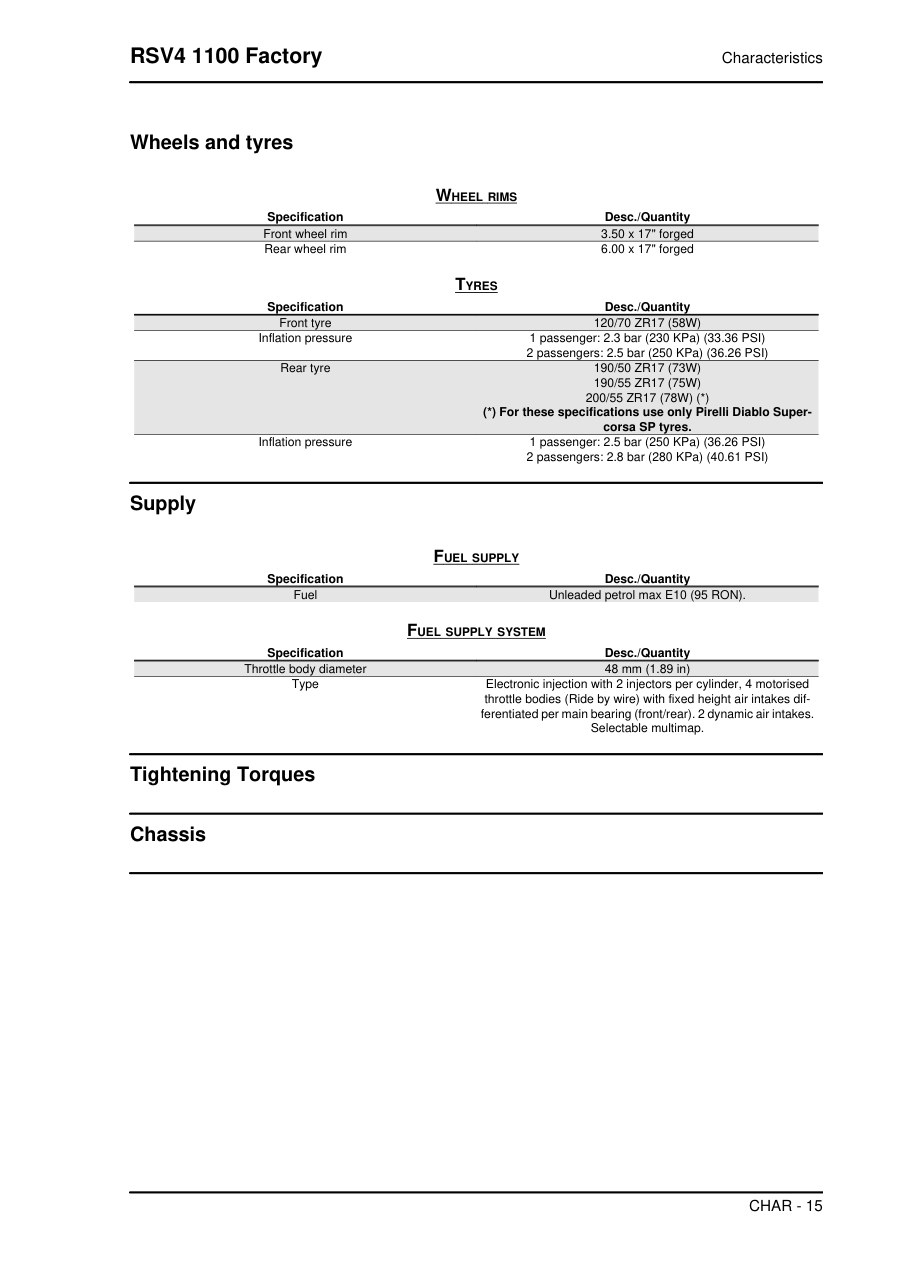 RSV4 1100 Factory
Characteristics
Wheels and tyres
WHEEL RIMS
Specification Desc./Quantity
Front wheel rim 3.50 x 17" forged
Rear wheel rim 6.00 x 17" forged
TYRES
Specification Desc./Quantity
Front tyre 120/70 ZR17 (58W)
Inflation pressure 1 passenger: 2.3 bar (230 KPa) (33.36 PSI)
2 passengers: 2.5 bar (250 KPa) (36.26 PSI)
Rear tyre 190/50 ZR17 (73W)
190/55 ZR17 (75W)
200/55 ZR17 (78W) (*)
(*) For these specifications use only Pirelli Diablo Super-
corsa SP tyres.
Inflation pressure 1 passenger: 2.5 bar (250 KPa) (36.26 PSI)
2 passengers: 2.8 bar (280 KPa) (40.61 PSI)
Supply
FUEL SUPPLY
Specification Desc./Quantity
Fuel Unleaded petrol max E10 (95 RON).
FUEL SUPPLY SYSTEM
Specification Desc./Quantity
Throttle body diameter 48 mm (1.89 in)
Type Electronic injection with 2 injectors per cylinder, 4 motorised
throttle bodies (Ride by wire) with fixed height air intakes dif-
ferentiated per main bearing (front/rear). 2 dynamic air intakes.
Selectable multimap.
Tightening Torques
Chassis
CHAR - 15